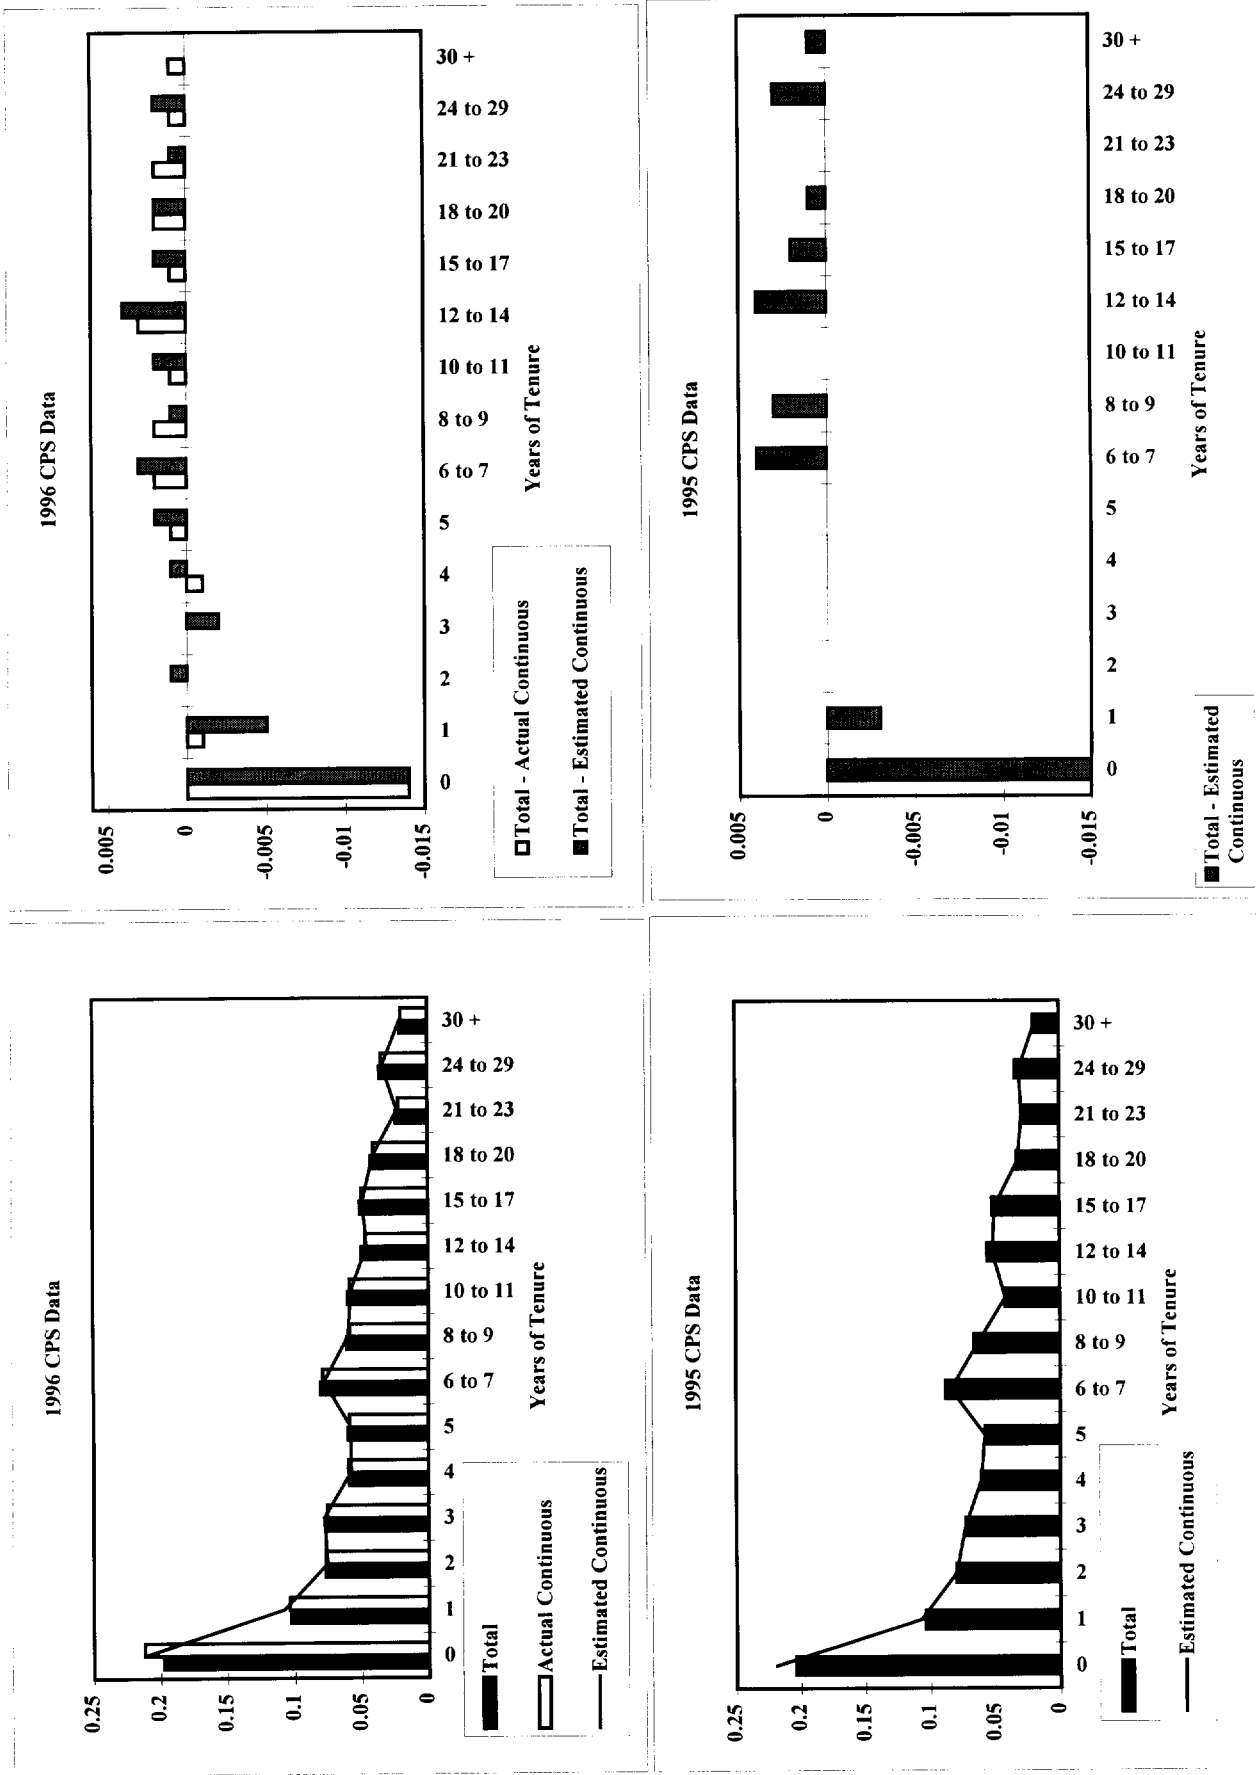 1996 CPS Data
0.25
0.2
0.15
0.1
0.05
0
0 1 2 3 4 5 6 to 7 8 to 9 10 to 11 12 to 14 15 to 17 18 to 20 21 to 23 24 to 29 30 +
Total
Actual Continuous
Estimated Continuous
Years of Tenure
1996 CPS Data
0.005
0
-0.005
-0.01
-0.015
0 1 2 3 4 5 6 to 7 8 to 9 10 to 11 12 to 14 15 to 17 18 to 20 21 to 23 24 to 29 30 +
Total - Actual Continuous
Total - Estimated Continuous
Years of Tenure
1995 CPS Data
0.25
0.2
0.15
0.1
0.05
0
0 1 2 3 4 5 6 to 7 8 to 9 10 to 11 12 to 14 15 to 17 18 to 20 21 to 23 24 to 29 30 +
Total
Estimated Continuous
Years of Tenure
1995 CPS Data
0.005
0
-0.005
-0.01
-0.015
0 1 2 3 4 5 6 to 7 8 to 9 10 to 11 12 to 14 15 to 17 18 to 20 21 to 23 24 to 29 30 +
Years of Tenure
Total - Estimated
Continuous